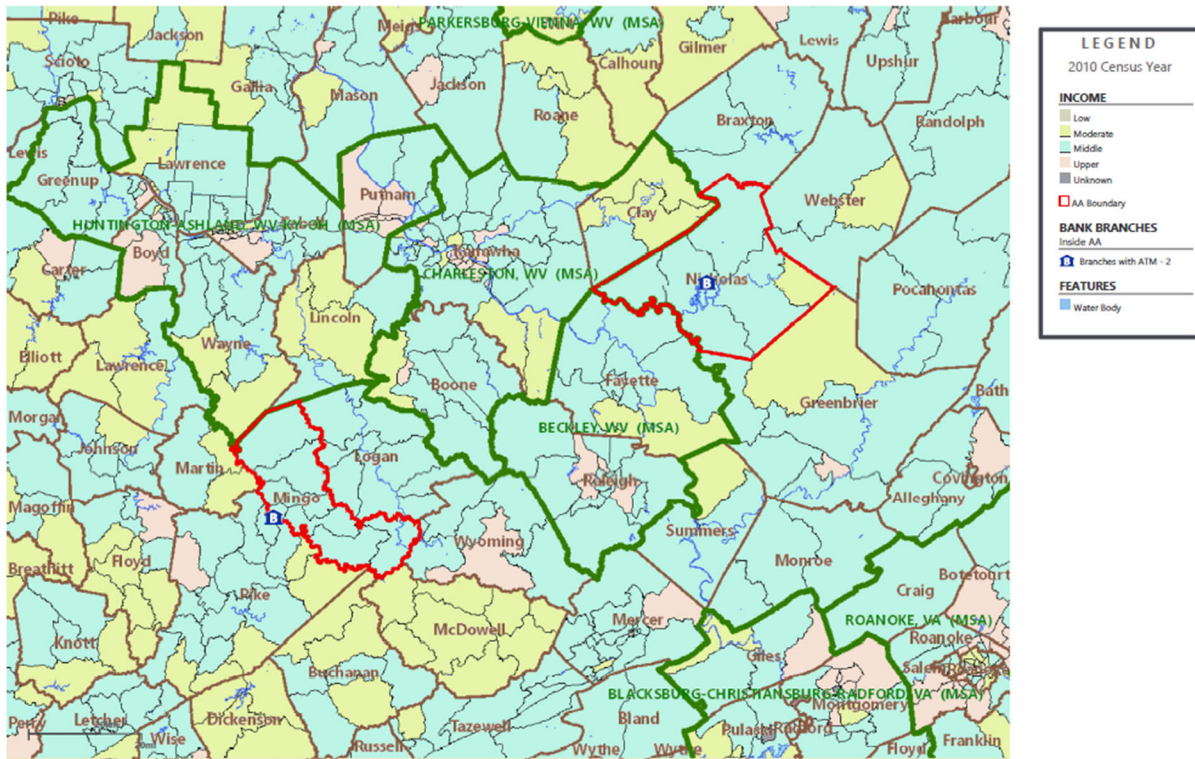 Pike
Jackson
Meigs
PARKERSBURG-VIENNA, WV (MSA)
Gilmer
Lewis
Barbour
Scioto
Gallia
Mason
Jackson
Calhoun
Upshur
Roane
Braxton
Randolph
Lewis
Lawrence
Greenup
Putnam
Clay
Webster
HUNTINGTON-ASHLAND, WV-KY-OH (MSA)
Boyd
Kanawha
Carter
CHARLESTON, WV (MSA)
Nicholas
Pocahontas
Lincoln
Elliott
Lawrence
Wayne
Boone
Fayette
Greenbrier
Bath
Morgan
Johnson
BECKLEY, WV (MSA)
Martin
Logan
Raleigh
Covington
Mingo
Alleghany
Magoffin
Wyoming
Summers
Floyd
Monroe
Breathitt
Pike
Craig
Botetourt
Knott
McDowell
Mercer
ROANOKE, VA (MSA)
Roanoke
Giles
Salem
Buchanan
BLACKSBURG-CHRISTIANSBURG-RADFORD, VA (MSA)
Montgomery
Perry
Letcher
Dickenson
Tazewell
Bland
Pulaski
Radford
Wise
Russell
Wythe
Wythe
Floyd
Franklin
LEGEND
2010 Census Year
INCOME
Low
Moderate
Middle
Upper
Unknown
AA Boundary
BANK BRANCHES
Inside AA
B Branches with ATM - 2
FEATURES
Water Body